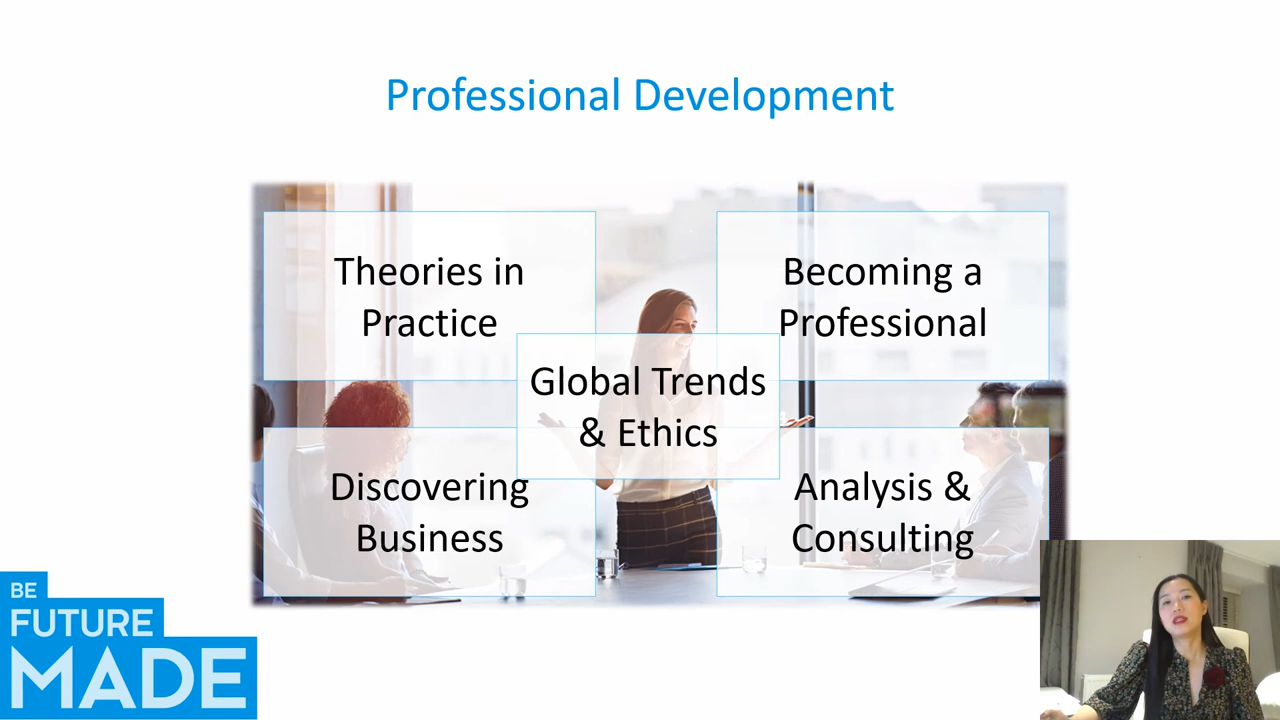 Professional Development
Theories in
Practice
Becoming a
Professional
Global Trends
& Ethics
Discovering
Business
Analysis &
Consulting
BE
FUTURE
MADE